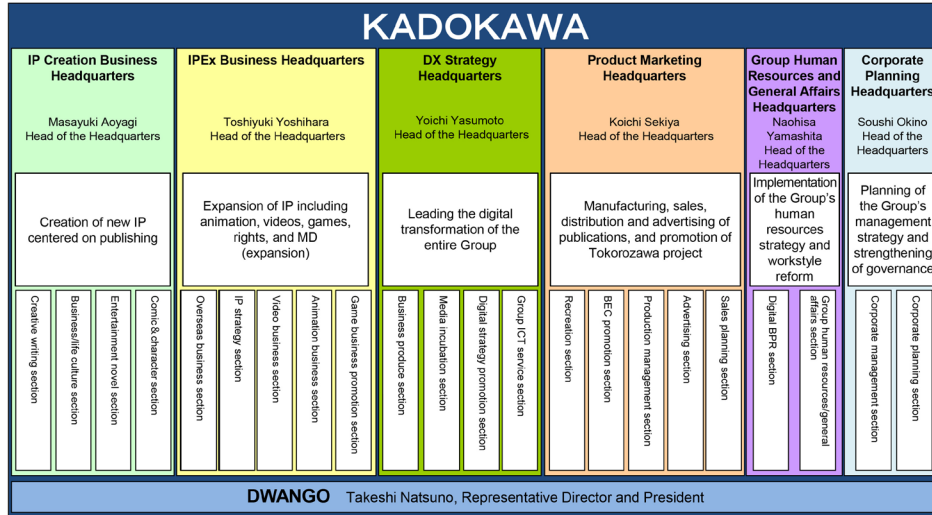 KADOKAWA
IP Creation Business
Headquarters
Masayuki Aoyagi
Head of the Headquarters
Creation of new IP
centered on publishing
Creative writing section
Business/life culture section
Entertainment novel section
Comic&character section
IPEx Business Headquarters
Toshiyuki Yoshihara
Head of the Headquarters
Expansion of IP including
animation, videos, games,
rights, and MD
(expansion)
Overseas business section
IP strategy section
Video business section
Animation business section
Game business promotion section
DX Strategy
Headquarters
Yoichi Yasumoto
Head of the Headquarters
Leading the digital
transformation of the
entire Group
Business produce section
Media incubation section
Digital strategy promotion section
Group ICT service section
Product Marketing
Headquarters
Koichi Sekiya
Head of the Headquarters
Manufacturing, sales,
distribution and advertising of
publications, and promotion of
Tokorozawa project
Recreation section
BEC promotion section
Production management section
Advertising section
Sales planning section
Group Human
Resources and
General Affairs
Headquarters
Naohisa
Yamashita
Head of the
Headquarters
Implementation
of the Group's
human
resources
strategy and
workstyle
reform
Digital BPR section
Group human resources/general
affairs section
Corporate
Planning
Headquarters
Soushi Okino
Head of the
Headquarters
Planning of
the Group's
management
strategy and
strengthening
of governance
Corporate management section
Corporate planning section
DWANGO Takeshi Natsuno, Representative Director and President